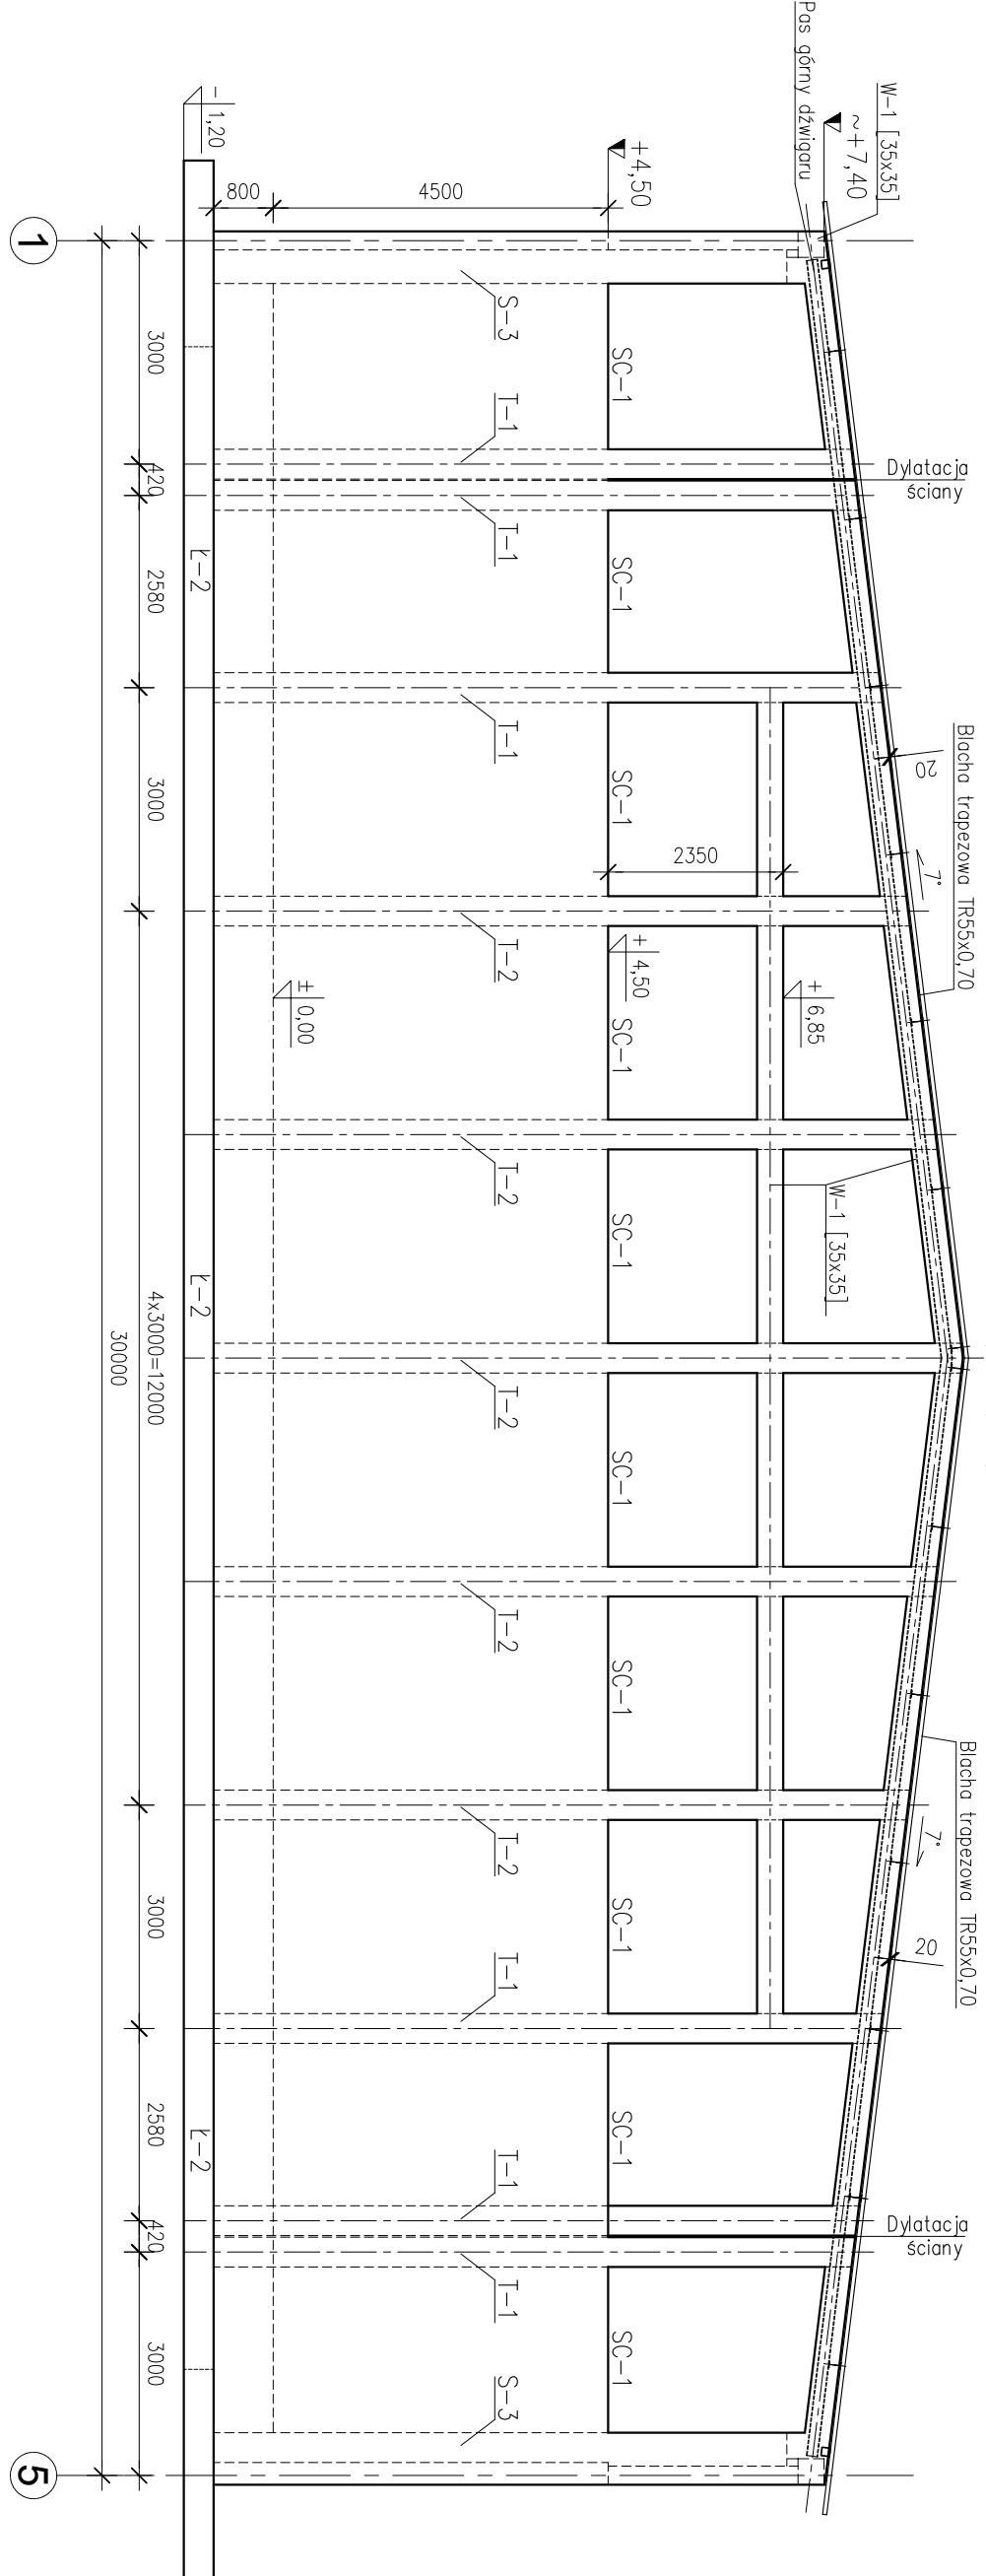 Pas górny dźwigaru
W-1 [35x35]
~+7,40
+4,50
-1,20
800
4500
S-3
SC-1
T-1
Dylatacja
ściany
T-1
SC-1
T-1
SC-1
2350
20
Blacha trapezowa TR55x0,70
7°
T-2
+4,50
+6,85
±0,00
SC-1
T-2
SC-1
W-1 [35x35]
T-2
SC-1
T-2
SC-1
T-2
SC-1
Blacha trapezowa TR55x0,70
7°
20
T-1
SC-1
T-1
Dylatacja
ściany
T-1
SC-1
S-3
Ł-2
Ł-2
Ł-2
3000
420
2580
3000
4x3000=12000
3000
2580
420
3000
30000
1
5